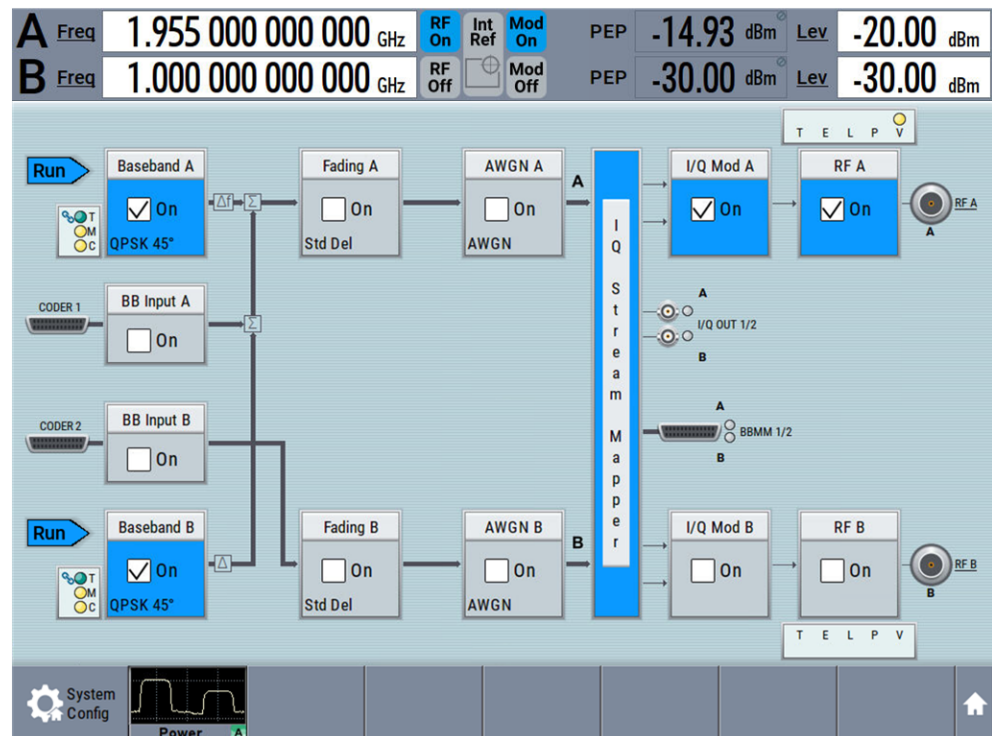 A Freq 1.955 000 000 000 GHz RF On Int Ref Mod On PEP -14.93 dBm Lev -20.00 dBm
B Freq 1.000 000 000 000 GHz RF Off Mod Off PEP -30.00 dBm Lev -30.00 dBm
T E L P V
Run Baseband A Fading A AWGN A A I/Q Mod A RF A
On Δf Σ On On On On RF A
T M C QPSK 45° Std Del AWGN A
IQ Stream Mapper
CODER 1 BB Input A Σ
On
A
I/Q OUT 1/2
B
CODER 2 BB Input B
On
A
BBMM 1/2
B
Run Baseband B Fading B AWGN B B I/Q Mod B RF B
On Δ On On On On RF B
T M C QPSK 45° Std Del AWGN B
T E L P V
System Config
Power A